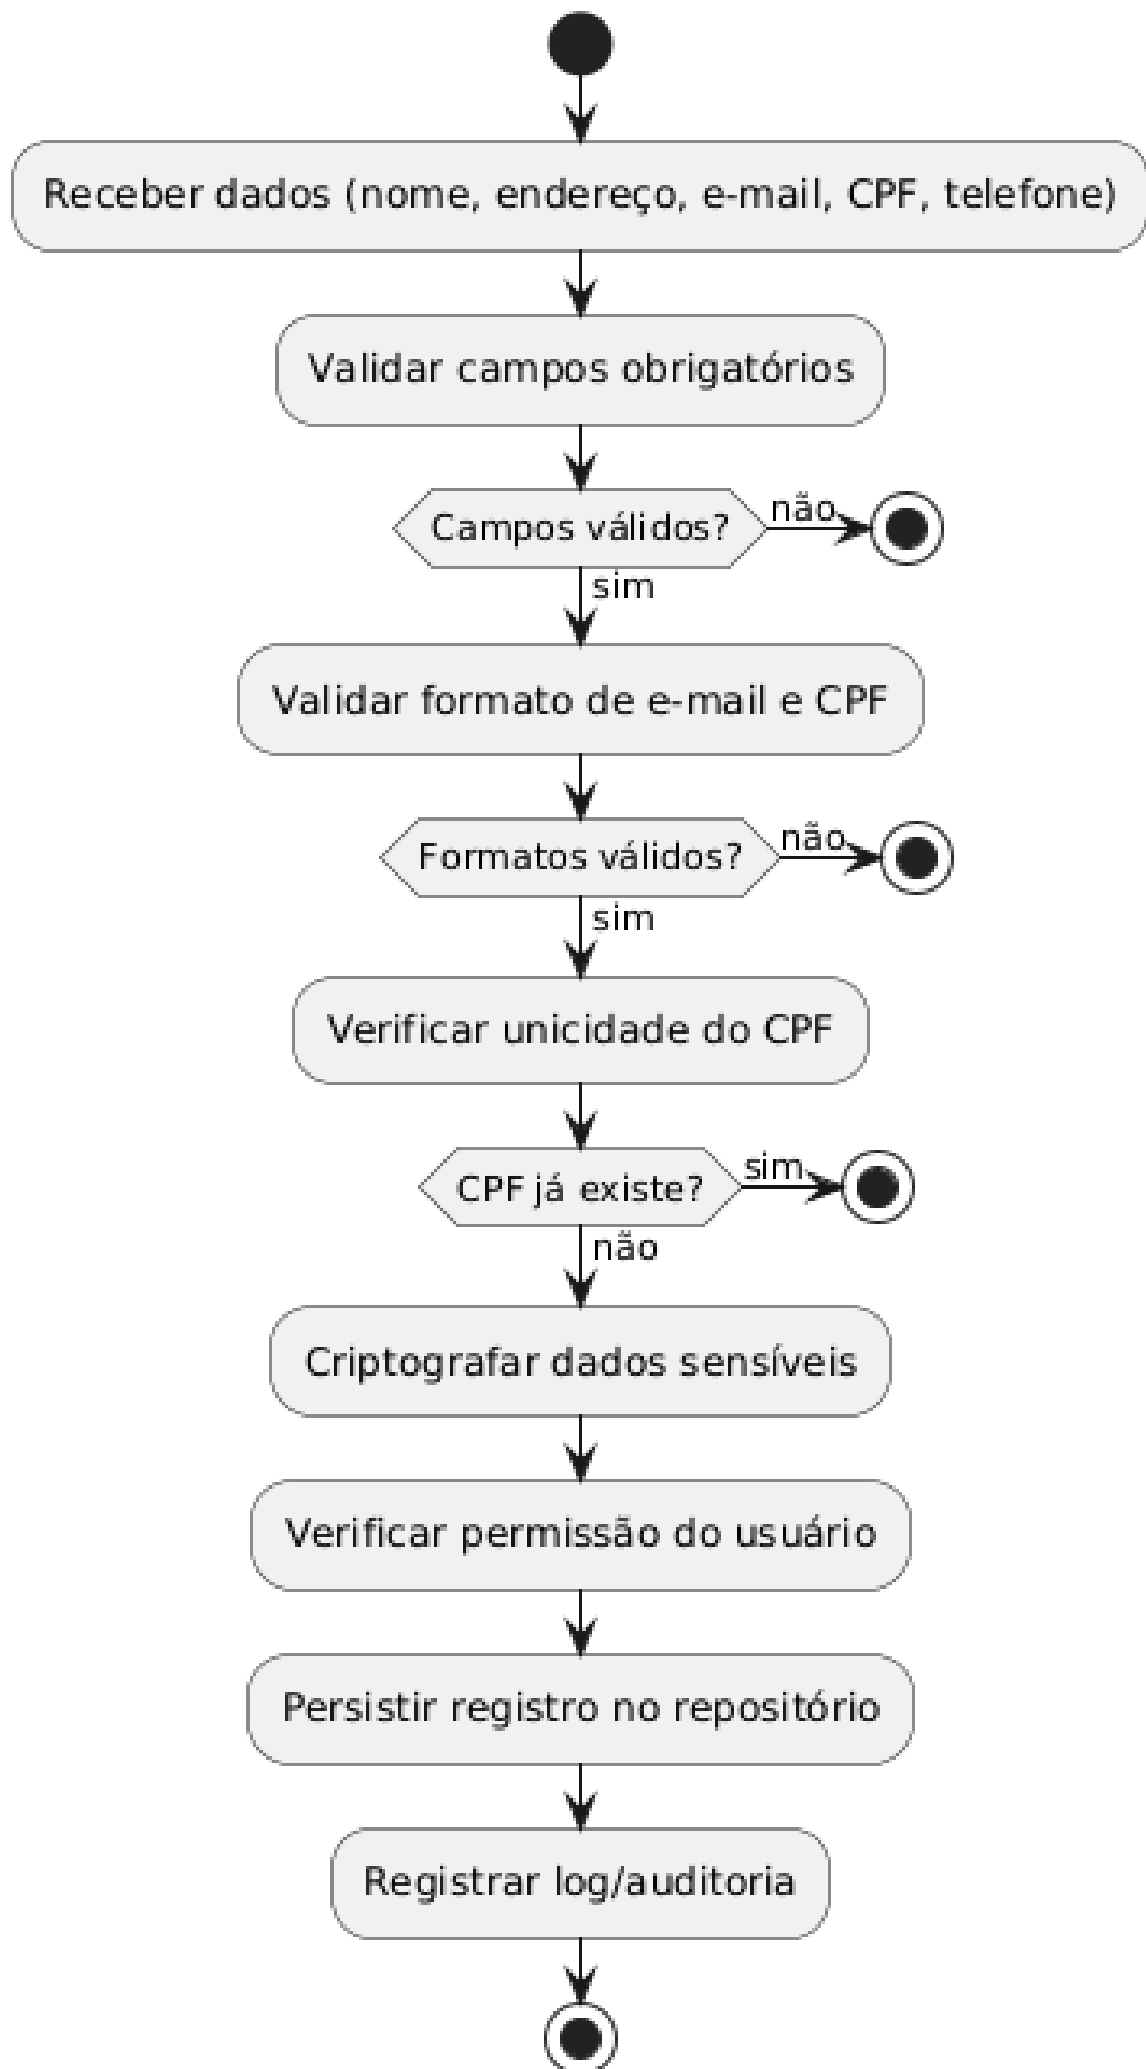 Receber dados (nome, endereço, e-mail, CPF, telefone)
Validar campos obrigatórios
Campos válidos?
não
sim
Validar formato de e-mail e CPF
Formatos válidos?
não
sim
Verificar unicidade do CPF
CPF já existe?
sim
não
Criptografar dados sensíveis
Verificar permissão do usuário
Persistir registro no repositório
Registrar log/auditoria